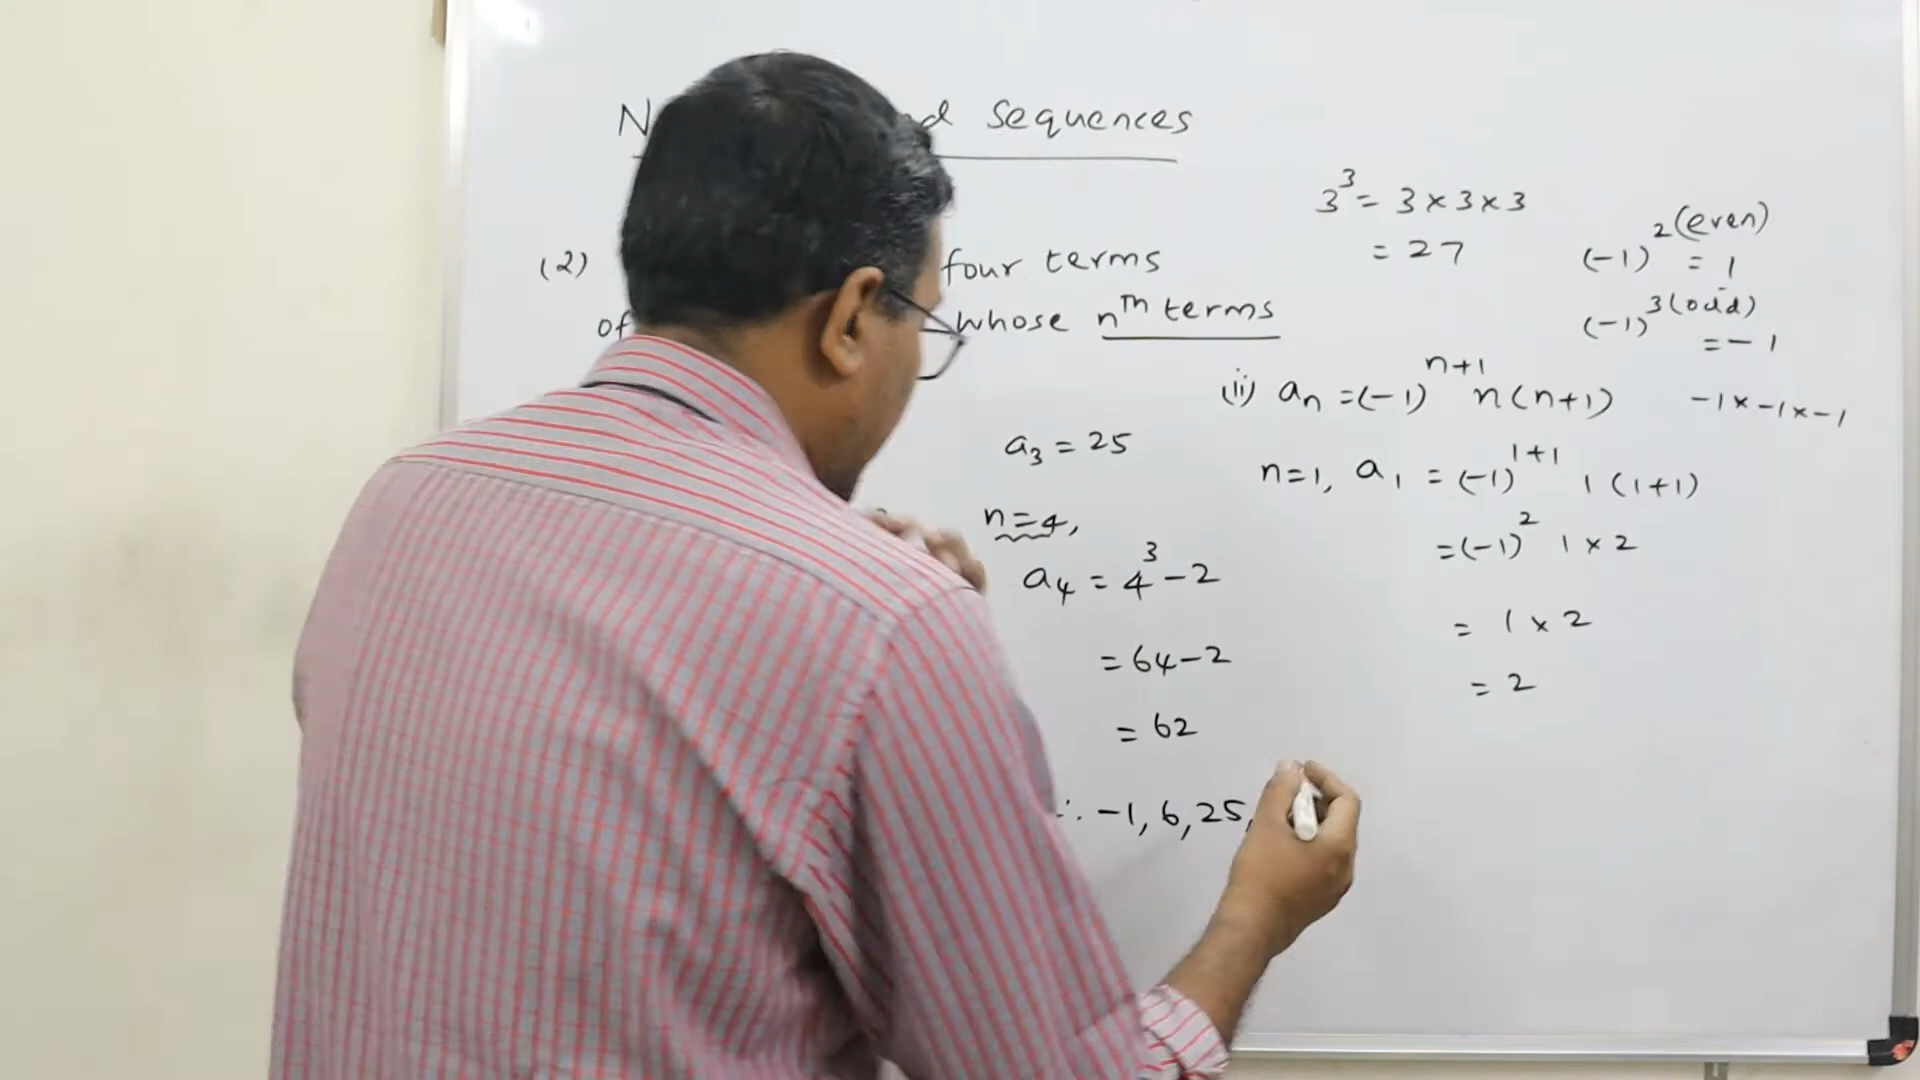 Sequences
3³ = 3 × 3 × 3
= 27
(-1)² (even) = 1
(-1)³ (odd)
= -1
(2) four terms
of whose nᵗʰ terms
(ii) aₙ = (-1)ⁿ⁺¹ n(n+1)
-1 × -1 × -1
a₃ = 25
n=4,
a₄ = 4³ - 2
= 64 - 2
= 62
∴ -1, 6, 25,
n=1, a₁ = (-1)¹⁺¹ 1 (1+1)
= (-1)² 1 × 2
= 1 × 2
= 2